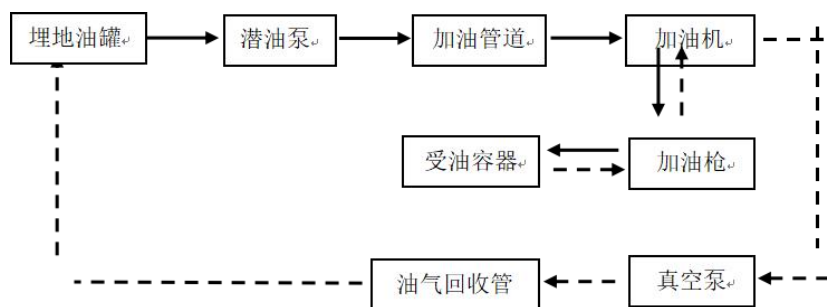 埋地油罐
潜油泵
加油管道
加油机
受油容器
加油枪
油气回收管
真空泵